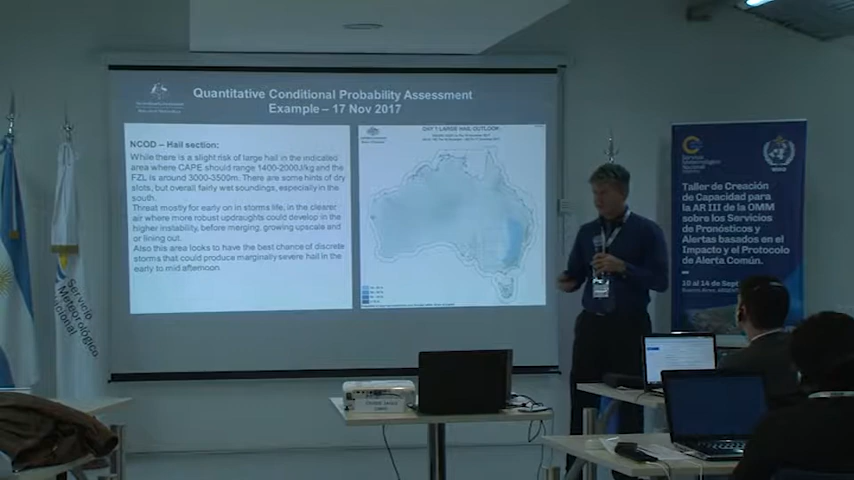 Quantitative Conditional Probability Assessment
Example – 17 Nov 2017
NCOD – Hail section:
While there is a slight risk of large hail in the indicated
area where CAPE should range 1400-2000J/kg and the
FZL is around 3000-3500m. There are some hints of dry
slots, but overall fairly wet soundings, especially in the
south.
Threat mostly for early on in storms life, in the clearer
air where more robust updraughts could develop in the
higher instability, before merging, growing upscale and
or lining out.
Also this area looks to have the best chance of discrete
storms that could produce marginally severe hail in the
early to mid afternoon
DAY 1 LARGE HAIL OUTLOOK
Servicio
Meteorológico
Nacional
Taller de Creación
de Capacidad para
la AR III de la OMM
sobre los Servicios
de Pronósticos y
Alertas basados en
el Impacto y el Protocolo
de Alerta Común.
10 al 14 de Sept